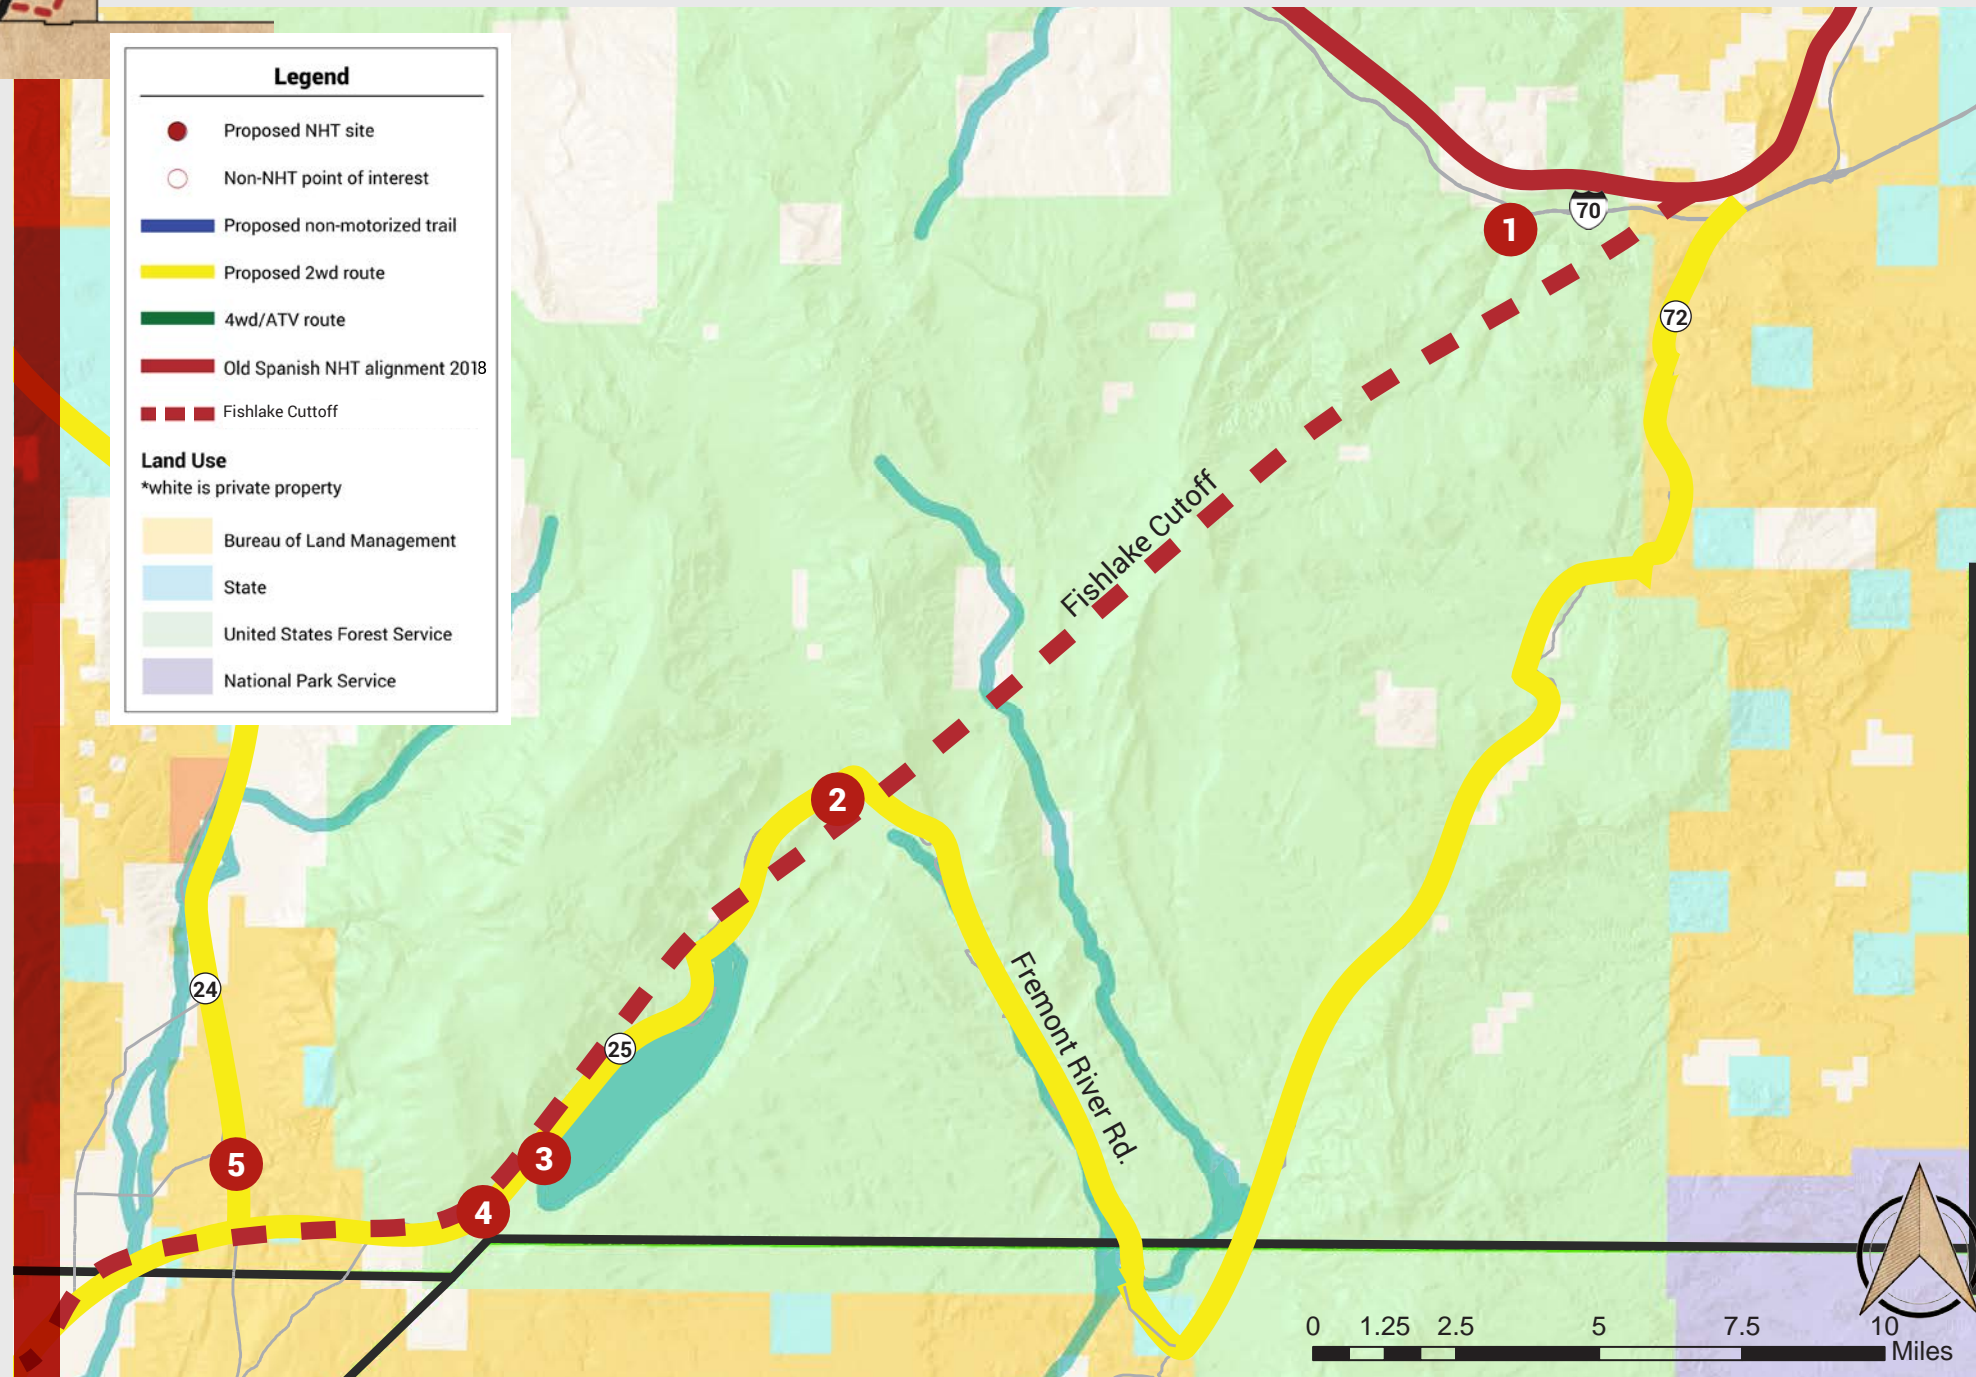 Legend
Proposed NHT site
Non-NHT point of interest
Proposed non-motorized trail
Proposed 2wd route
4wd/ATV route
Old Spanish NHT alignment 2018
Fishlake Cuttoff
Land Use
*white is private property
Bureau of Land Management
State
United States Forest Service
National Park Service
70
1
72
Fishlake Cutoff
2
Fremont River Rd.
24
25
3
5
4
0 1.25 2.5 5 7.5 10
Miles